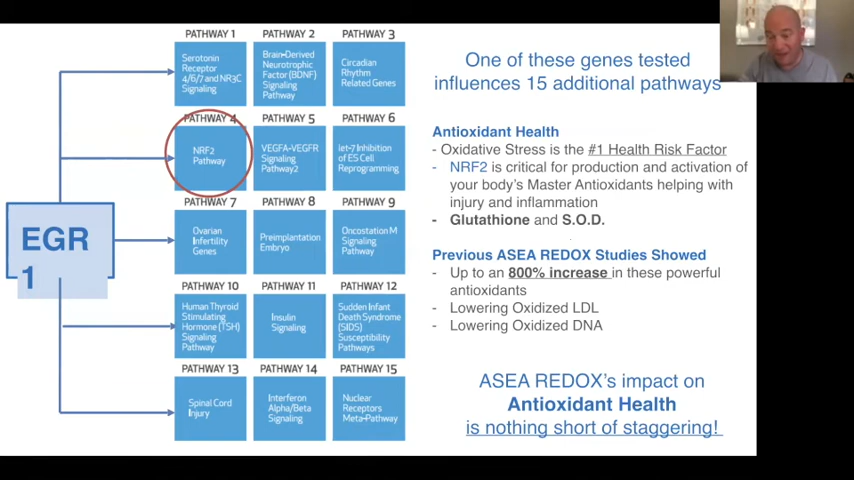 PATHWAY 1
Serotonin
Receptor
4/6/7 and NR3C
Signaling
PATHWAY 2
Brain-Derived
Neurotrophic
Factor (BDNF)
Signaling
Pathway
PATHWAY 3
Circadian
Rhythm
Related Genes
PATHWAY 4
NRF2
Pathway
PATHWAY 5
VEGFA-VEGFR
Signaling
Pathway2
PATHWAY 6
let-7 Inhibition
of ES Cell
Reprogramming
PATHWAY 7
Ovarian
Infertility
Genes
PATHWAY 8
Preimplantation
Embryo
PATHWAY 9
Oncostation M
Signaling
Pathway
PATHWAY 10
Human Thyroid
Stimulating
Hormone (TSH)
Signaling
Pathway
PATHWAY 11
Insulin
Signaling
PATHWAY 12
Sudden Infant
Death Syndrome
(SIDS)
Susceptibility
Pathways
PATHWAY 13
Spinal Cord
Injury
PATHWAY 14
Interferon
Alpha/Beta
Signaling
PATHWAY 15
Nuclear
Receptors
Meta-Pathway
EGR
1
One of these genes tested
influences 15 additional pathways
Antioxidant Health
- Oxidative Stress is the #1 Health Risk Factor
- NRF2 is critical for production and activation of
your body's Master Antioxidants helping with
injury and inflammation
- Glutathione and S.O.D.
Previous ASEA REDOX Studies Showed
- Up to an 800% increase in these powerful
antioxidants
- Lowering Oxidized LDL
- Lowering Oxidized DNA
ASEA REDOX's impact on
Antioxidant Health
is nothing short of staggering!